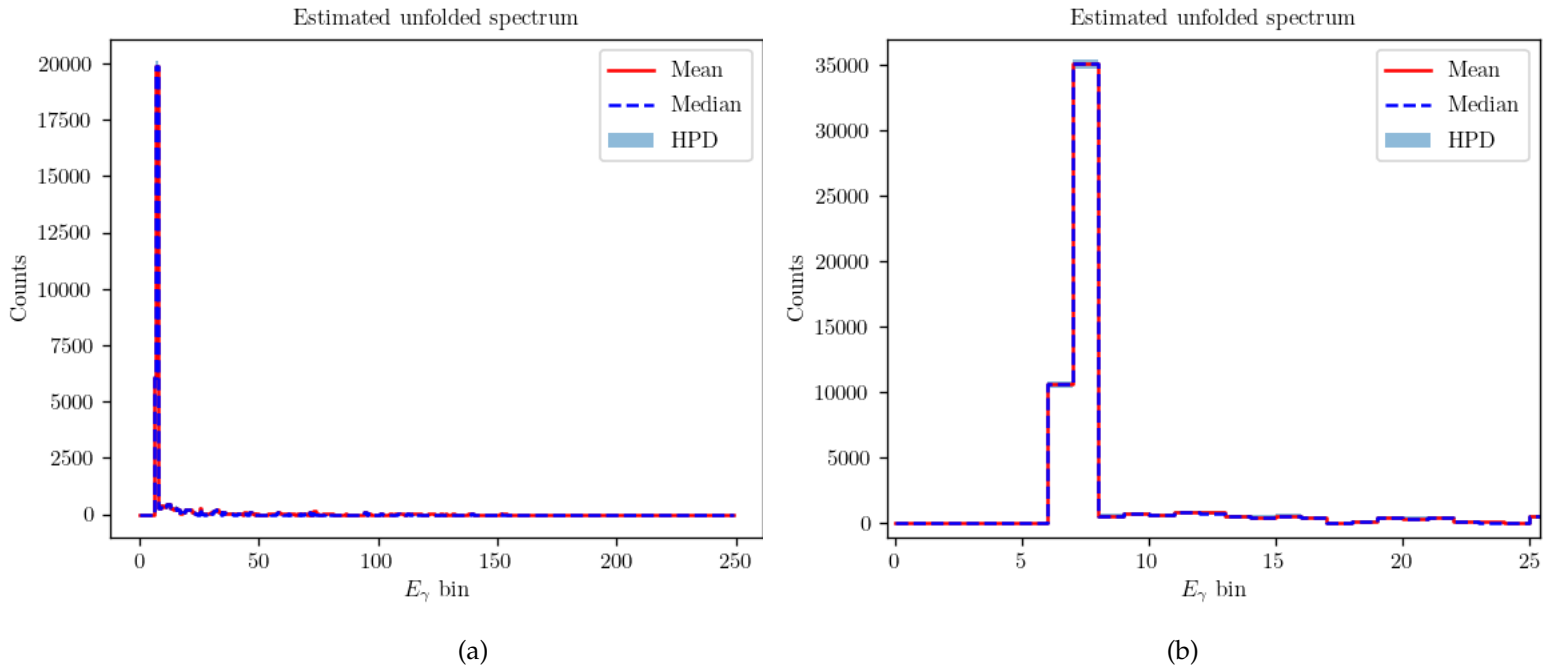 Estimated unfolded spectrum
20000
17500
15000
12500
10000
7500
5000
2500
0
Counts
Mean
Median
HPD
0 50 100 150 200 250
Eγ bin
(a)
Estimated unfolded spectrum
35000
30000
25000
20000
15000
10000
5000
0
Counts
Mean
Median
HPD
0 5 10 15 20 25
Eγ bin
(b)